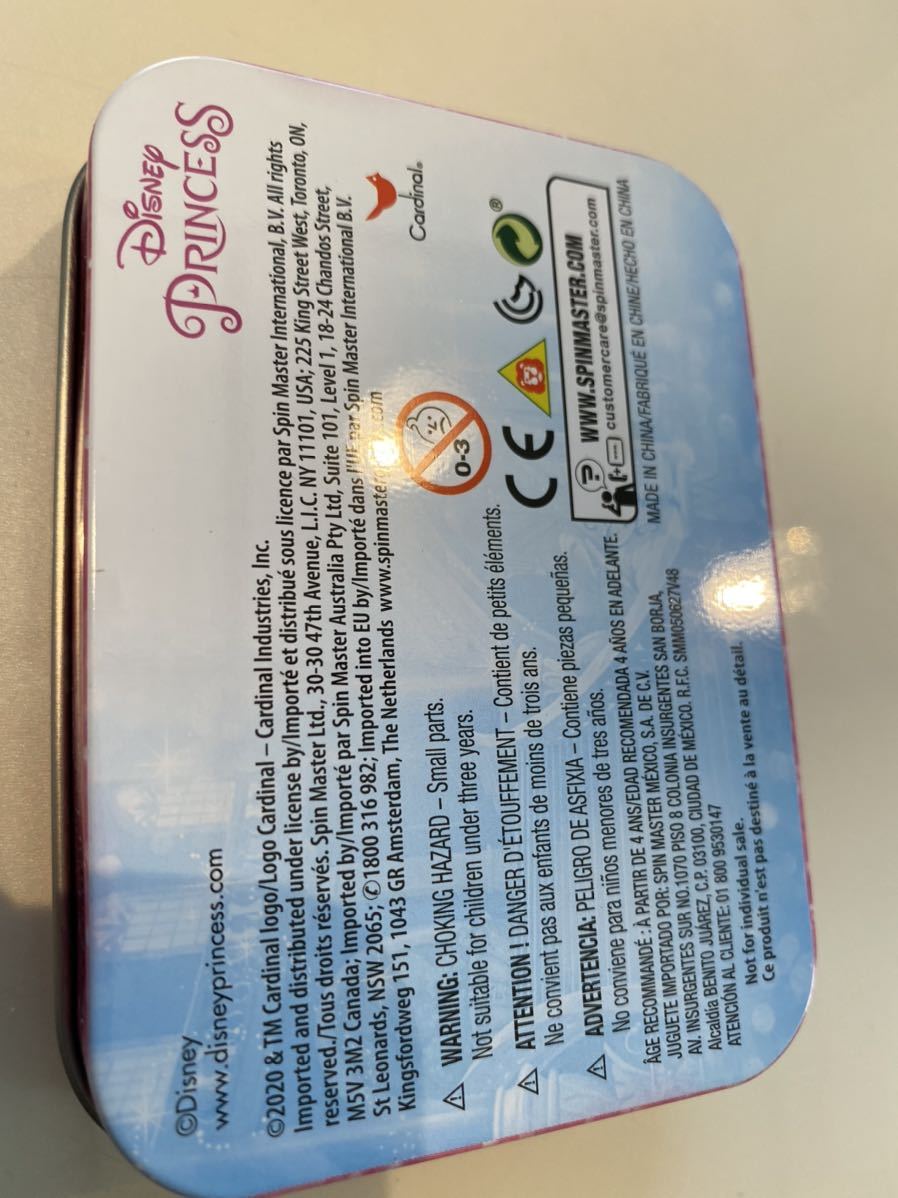 ©Disney
www.disneyprincess.com
DISNEY
PRINCESS
©2020 & TM Cardinal logo/Logo Cardinal – Cardinal Industries, Inc.
Imported and distributed under license by/Importé et distribué sous licence par Spin Master International, B.V. All rights
reserved./Tous droits réservés. Spin Master Ltd., 30-30 47th Avenue, L.I.C. NY 11101, USA; 225 King Street West, Toronto, ON,
M5V 3M2 Canada; Imported by/Importé par Spin Master Australia Pty Ltd, Suite 101, Level 1, 18-24 Chandos Street,
St Leonards, NSW 2065; ✆1800 316 982; Imported into EU by/Importé dans l'UE par Spin Master International B.V.
Kingsfordweg 151, 1043 GR Amsterdam, The Netherlands www.spinmaster.com
Cardinal®
⚠ WARNING: CHOKING HAZARD – Small parts.
Not suitable for children under three years.
⚠ ATTENTION ! DANGER D'ÉTOUFFEMENT – Contient de petits éléments.
Ne convient pas aux enfants de moins de trois ans.
⚠ ADVERTENCIA: PELIGRO DE ASFIXIA – Contiene piezas pequeñas.
No conviene para niños menores de tres años.
0-3
CE
®
WWW.SPINMASTER.COM
customercare@spinmaster.com
MADE IN CHINA/FABRIQUÉ EN CHINE/HECHO EN CHINA
ÂGE RECOMMANDÉ : À PARTIR DE 4 ANS/EDAD RECOMENDADA 4 AÑOS EN ADELANTE.
JUGUETE IMPORTADO POR: SPIN MASTER MÉXICO, S.A. DE C.V.
AV. INSURGENTES SUR NO.1070 PISO 8 COLONIA INSURGENTES SAN BORJA,
Alcaldía BENITO JUÁREZ, C.P. 03100, CIUDAD DE MÉXICO. R.F.C. SMM050627V48
ATENCIÓN AL CLIENTE: 01 800 9530147
Not for individual sale.
Ce produit n'est pas destiné à la vente au détail.